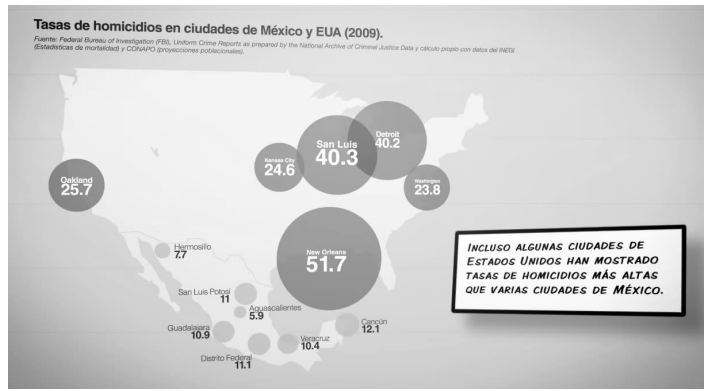 Tasas de homicidios en ciudades de México y EUA (2009).
Fuente: Federal Bureau of Investigation (FBI), Uniform Crime Reports as prepared by the National Archive of Criminal Justice Data y cálculo propio con datos del INEGI
(Estadísticas de mortalidad) y CONAPO (proyecciones poblacionales).
Detroit
40.2
San Luis
40.3
Kansas City
24.6
Oakland
25.7
Washington
23.8
New Orleans
51.7
Hermosillo
7.7
San Luis Potosí
11
Aguascalientes
5.9
Guadalajara
10.9
Distrito Federal
11.1
Veracruz
10.4
Cancún
12.1
INCLUSO ALGUNAS CIUDADES DE
ESTADOS UNIDOS HAN MOSTRADO
TASAS DE HOMICIDIOS MÁS ALTAS
QUE VARIAS CIUDADES DE MÉXICO.